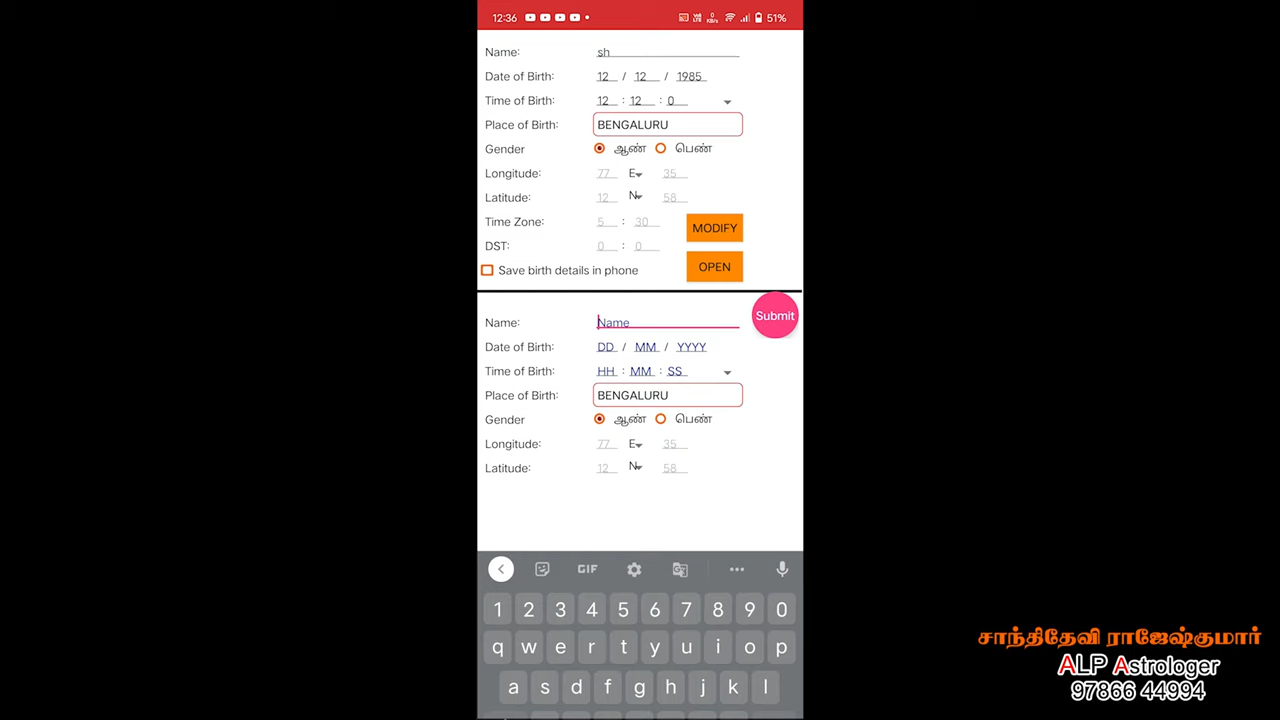 12:36 0 KB/s 51%
Name: sh
Date of Birth: 12 / 12 / 1985
Time of Birth: 12 : 12 : 0
Place of Birth: BENGALURU
Gender ஆண் பெண்
Longitude: 77 E 35
Latitude: 12 N 58
Time Zone: 5 : 30 MODIFY
DST: 0 : 0
Save birth details in phone OPEN
Submit
Name: Name
Date of Birth: DD / MM / YYYY
Time of Birth: HH : MM : SS
Place of Birth: BENGALURU
Gender ஆண் பெண்
Longitude: 77 E 35
Latitude: 12 N 58
GIF
1 2 3 4 5 6 7 8 9 0
q w e r t y u i o p
a s d f g h j k l
சாந்திதேவி ராஜேஷ்குமார்
ALP Astrologer
97866 44994